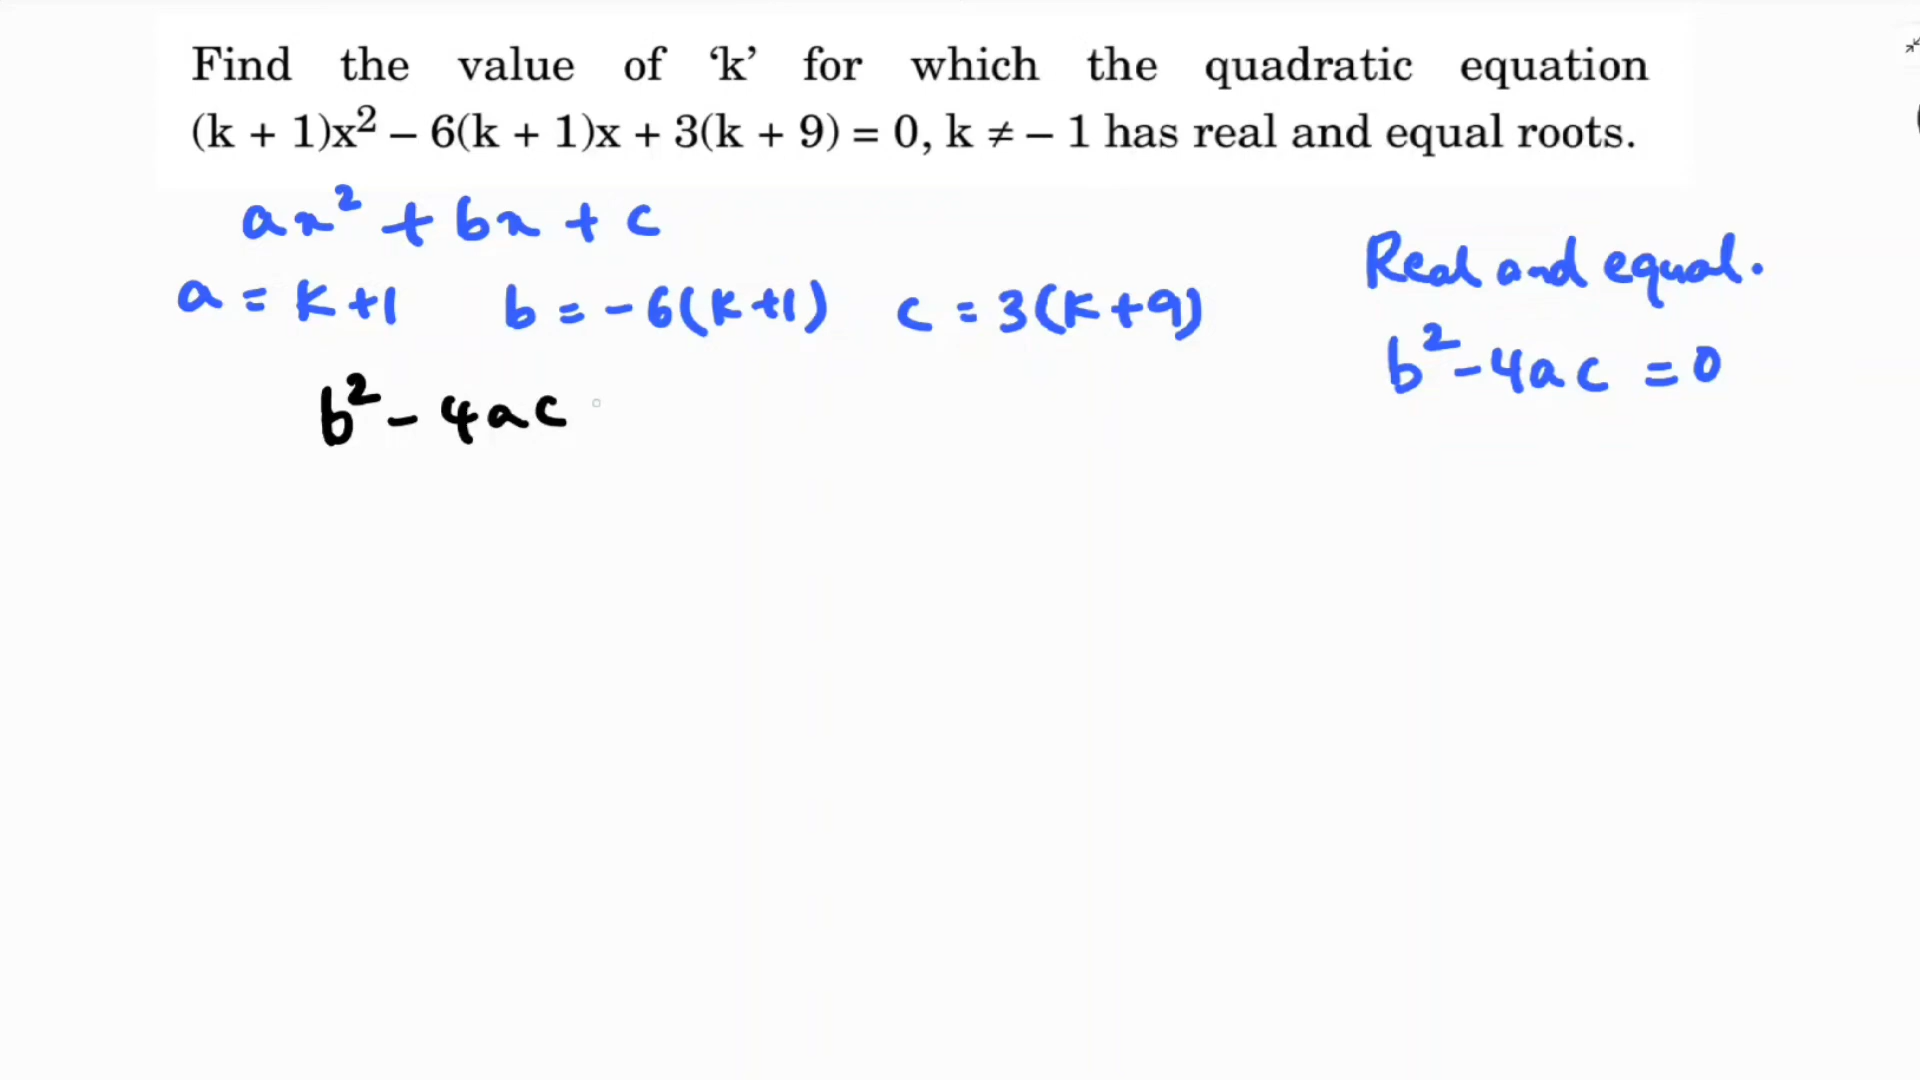 Find the value of ‘k’ for which the quadratic equation
(k + 1)x² – 6(k + 1)x + 3(k + 9) = 0, k ≠ – 1 has real and equal roots.
ax² + bx + c
Real and equal.
a = k+1 b = -6(k+1) c = 3(k+9)
b²-4ac = 0
b² - 4ac